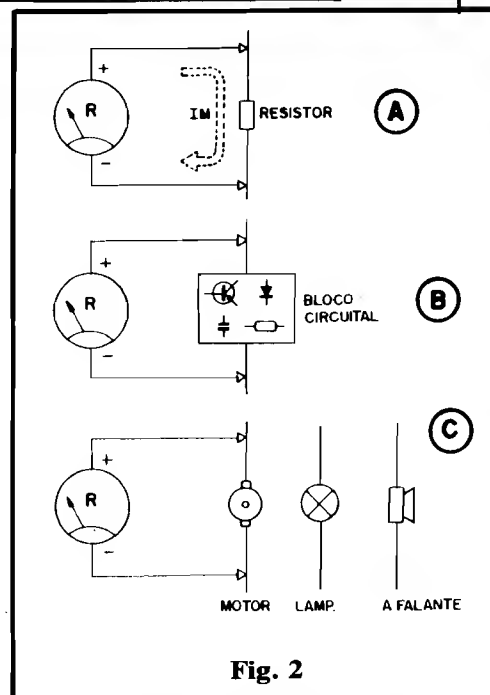 +
R
IM
RESISTOR
A
−
+
R
BLOCO
CIRCUITAL
B
−
C
+
R
−
MOTOR
LAMP.
A FALANTE
Fig. 2